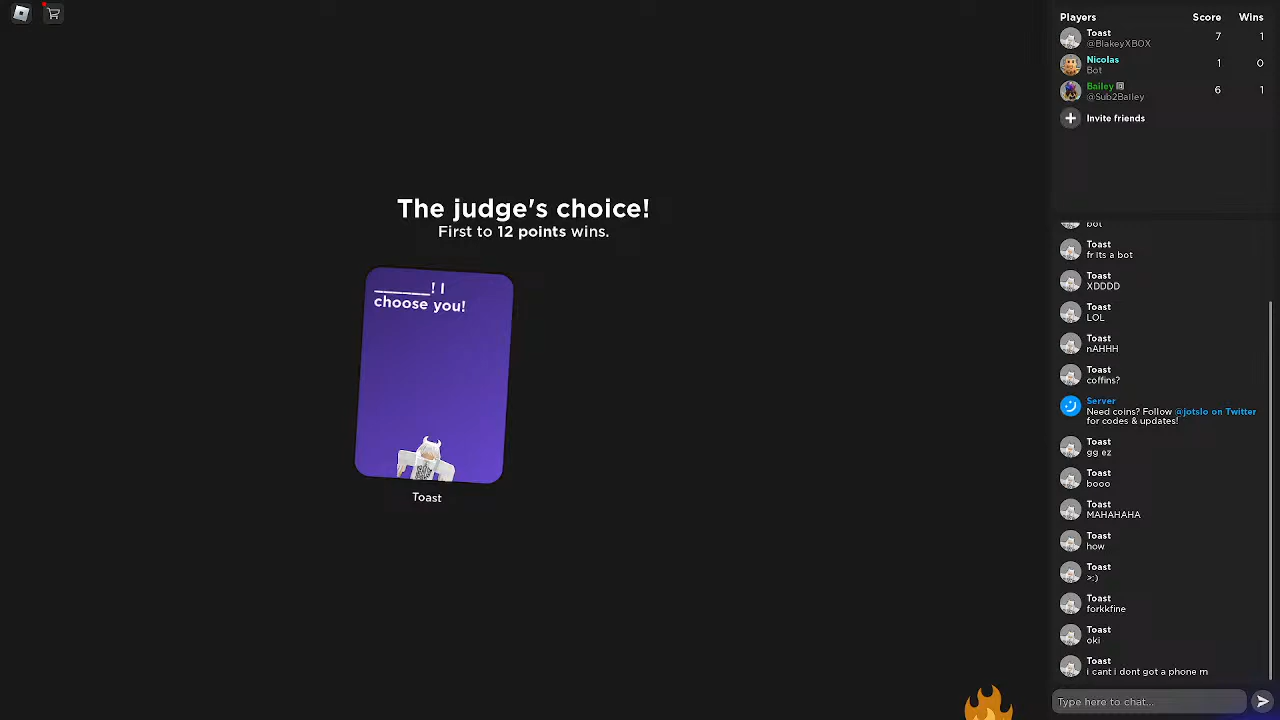 The judge's choice!
First to 12 points wins.
______! I
choose you!
Toast
Players Score Wins
Toast 7 1
@BlakeyXBOX
Nicolas 1 0
Bot
Bailey 6 1
@Sub2Bailey
Invite friends
bot
Toast
fr its a bot
Toast
XDDDD
Toast
LOL
Toast
nAHHH
Toast
coffins?
Server
Need coins? Follow @jotslo on Twitter
for codes & updates!
Toast
gg ez
Toast
booo
Toast
MAHAHAHA
Toast
how
Toast
>:)
Toast
forkkfine
Toast
oki
Toast
i cant i dont got a phone m
Type here to chat...